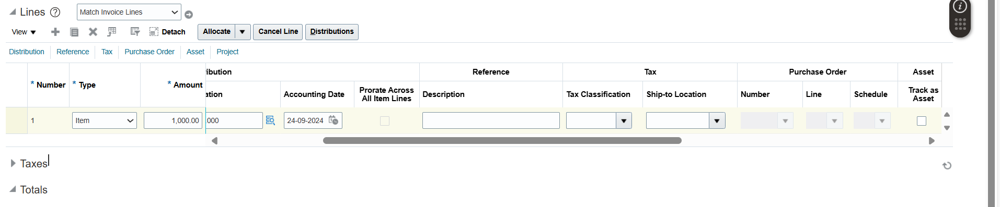 Lines Match Invoice Lines
View Detach Allocate Cancel Line Distributions
Distribution Reference Tax Purchase Order Asset Project
ribution Reference Tax Purchase Order Asset
* Number * Type * Amount ation Accounting Date Prorate Across All Item Lines Description Tax Classification Ship-to Location Number Line Schedule Track as Asset
1 Item 1,000.00 .000 24-09-2024
Taxes
Totals